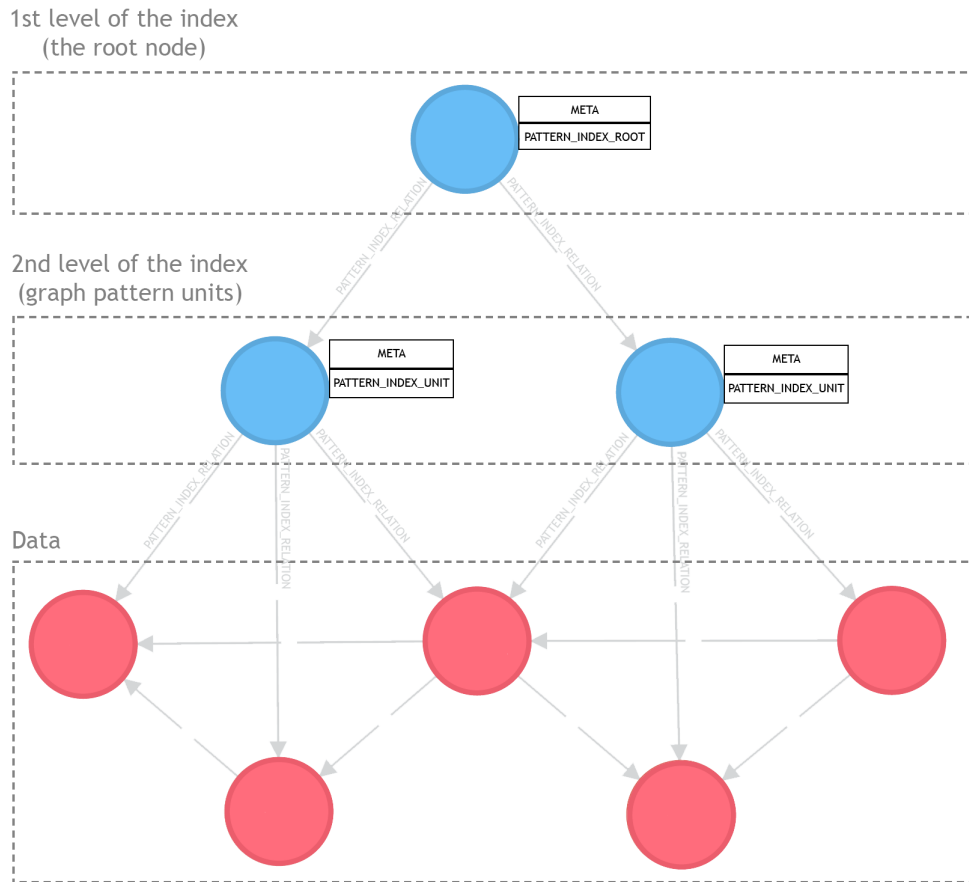 1st level of the index
(the root node)
META
PATTERN_INDEX_ROOT
PATTERN_INDEX_RELATION
PATTERN_INDEX_RELATION
2nd level of the index
(graph pattern units)
META
PATTERN_INDEX_UNIT
META
PATTERN_INDEX_UNIT
PATTERN_INDEX_RELATION
PATTERN_INDEX_RELATION
PATTERN_INDEX_RELATION
PATTERN_INDEX_RELATION
PATTERN_INDEX_RELATION
PATTERN_INDEX_RELATION
Data